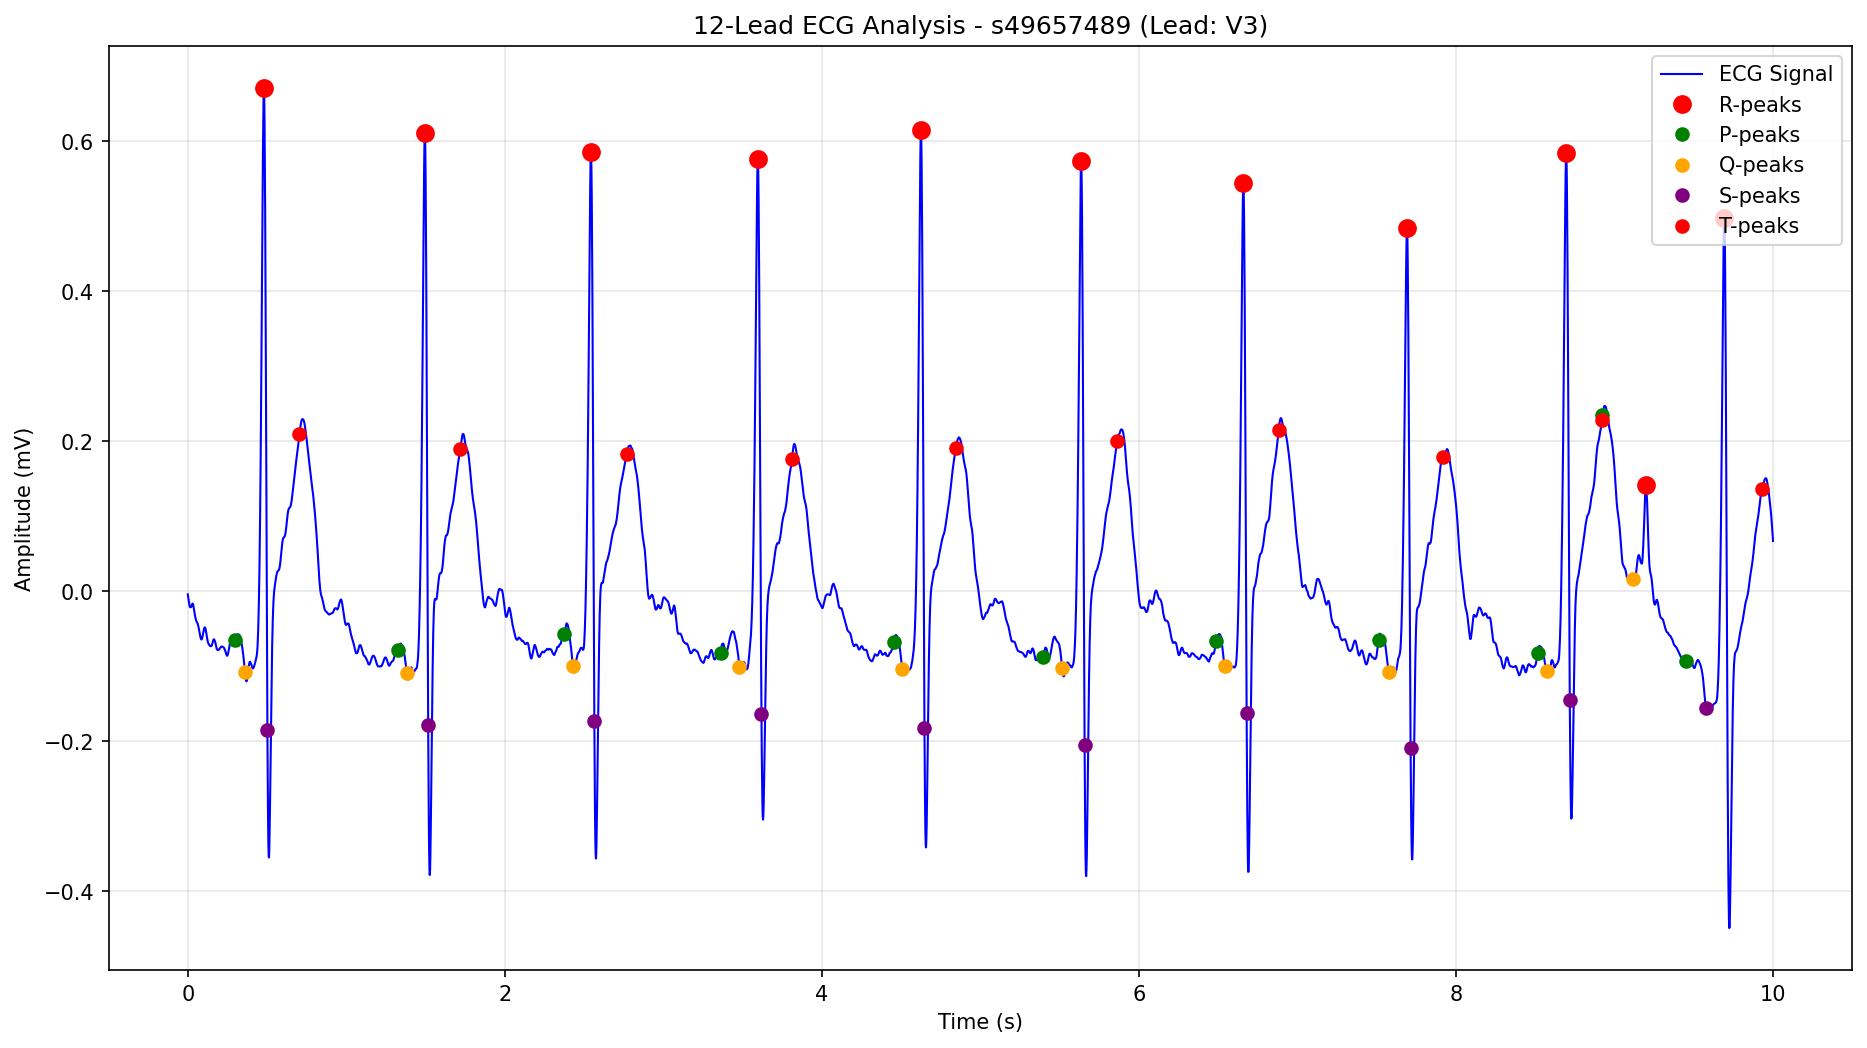 12-Lead ECG Analysis - s49657489 (Lead: V3)
ECG Signal
R-peaks
P-peaks
Q-peaks
S-peaks
T-peaks
Amplitude (mV)
0.6
0.4
0.2
0.0
−0.2
−0.4
0 2 4 6 8 10
Time (s)